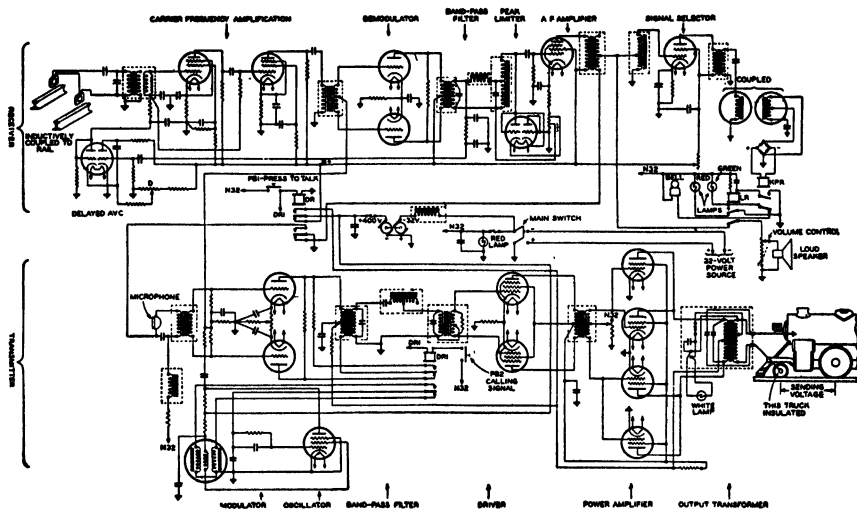 CARRIER FREQUENCY AMPLIFICATION
DEMODULATOR
BAND-PASS
FILTER
PEAK
LIMITER
A F AMPLIFIER
SIGNAL SELECTOR
RECEIVER
INDUCTIVELY
COUPLED TO
RAIL
COUPLED
DELAYED AVC
D
B+
PB1-PRESS TO TALK
N32
DR
DR1
+400V
-32V
N32
RED
LAMP
MAIN SWITCH
N32
BELL
RED
GREEN
LAMPS
LR
KPR
+
-
32-VOLT
POWER
SOURCE
VOLUME CONTROL
LOUD
SPEAKER
TRANSMITTER
MICROPHONE
N32
DR1
DR1
N32
PB2
CALLING
SIGNAL
N32
WHITE
LAMP
THIS TRUCK
INSULATED
SENDING
VOLTAGE
MODULATOR
OSCILLATOR
BAND-PASS FILTER
DRIVER
POWER AMPLIFIER
OUTPUT TRANSFORMER